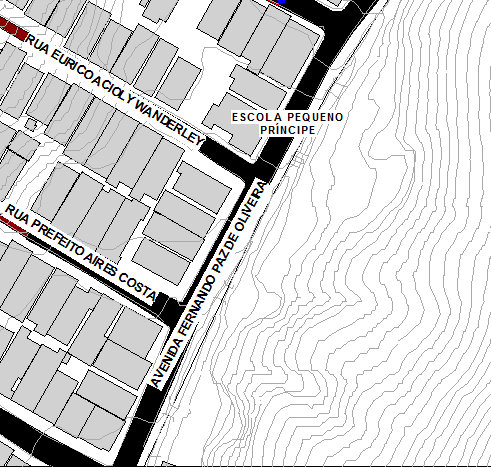 RUA EURICO ACIOLY WANDERLEY
ESCOLA PEQUENO
PRÍNCIPE
RUA PREFEITO AIRES COSTA
AVENIDA FERNANDO PAZ DE OLIVEIRA